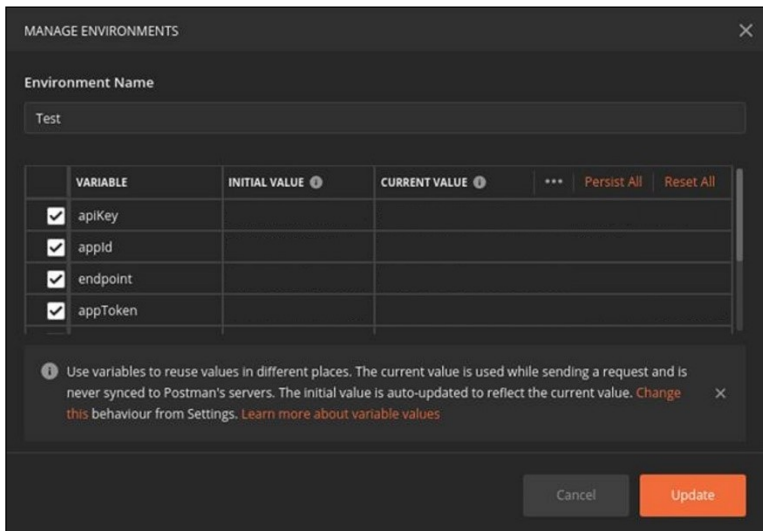 MANAGE ENVIRONMENTS
Environment Name
Test
VARIABLE INITIAL VALUE CURRENT VALUE ••• Persist All Reset All
apiKey
appId
endpoint
appToken
Use variables to reuse values in different places. The current value is used while sending a request and is
never synced to Postman's servers. The initial value is auto-updated to reflect the current value. Change
this behaviour from Settings. Learn more about variable values
Cancel Update